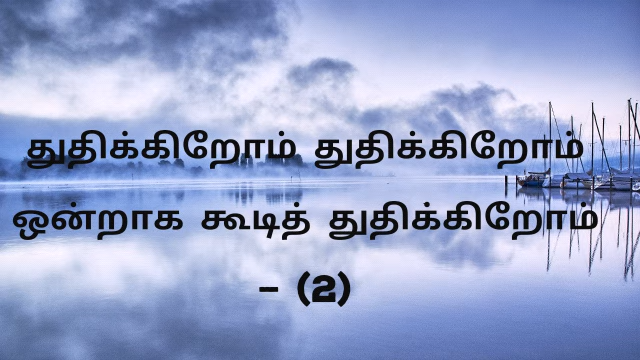 துதிக்கிறோம் துதிக்கிறோம்
ஒன்றாக கூடித் துதிக்கிறோம்
- (2)